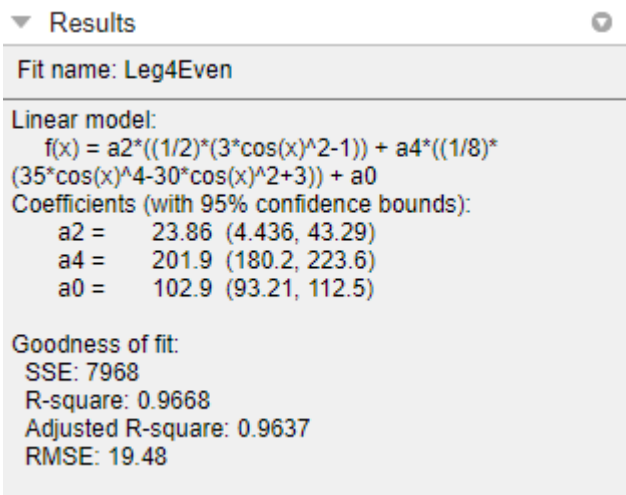 Results
Fit name: Leg4Even
Linear model:
f(x) = a2*((1/2)*(3*cos(x)^2-1)) + a4*((1/8)*
(35*cos(x)^4-30*cos(x)^2+3)) + a0
Coefficients (with 95% confidence bounds):
a2 = 23.86 (4.436, 43.29)
a4 = 201.9 (180.2, 223.6)
a0 = 102.9 (93.21, 112.5)
Goodness of fit:
SSE: 7968
R-square: 0.9668
Adjusted R-square: 0.9637
RMSE: 19.48